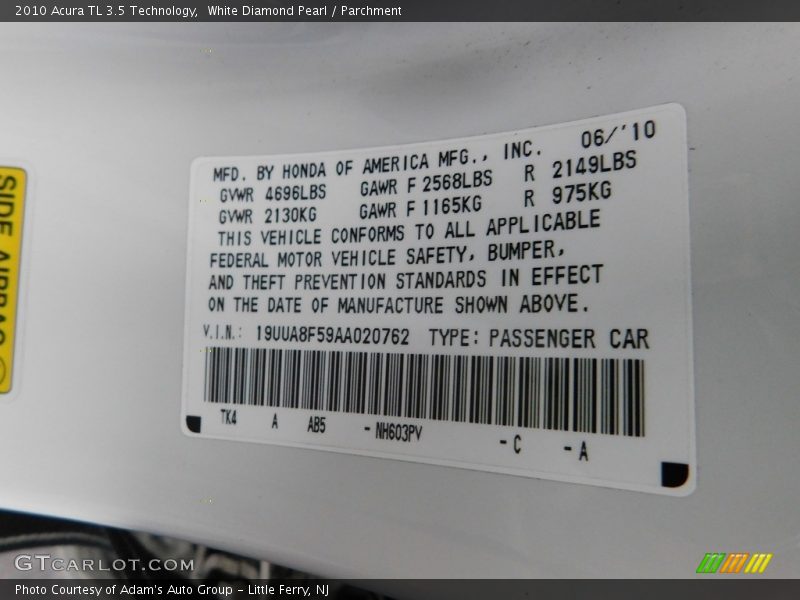 2010 Acura TL 3.5 Technology,  White Diamond Pearl / Parchment
SIDE AIRBAG
MFD. BY HONDA OF AMERICA MFG., INC. 06/'10
GVWR 4696LBS GAWR F 2568LBS R 2149LBS
GVWR 2130KG GAWR F 1165KG R 975KG
THIS VEHICLE CONFORMS TO ALL APPLICABLE
FEDERAL MOTOR VEHICLE SAFETY, BUMPER,
AND THEFT PREVENTION STANDARDS IN EFFECT
ON THE DATE OF MANUFACTURE SHOWN ABOVE.
V.I.N.: 19UUA8F59AA020762 TYPE: PASSENGER CAR
TK4 A AB5 - NH603PV - C - A
GTCARLOT.COM
Photo Courtesy of Adam's Auto Group - Little Ferry, NJ